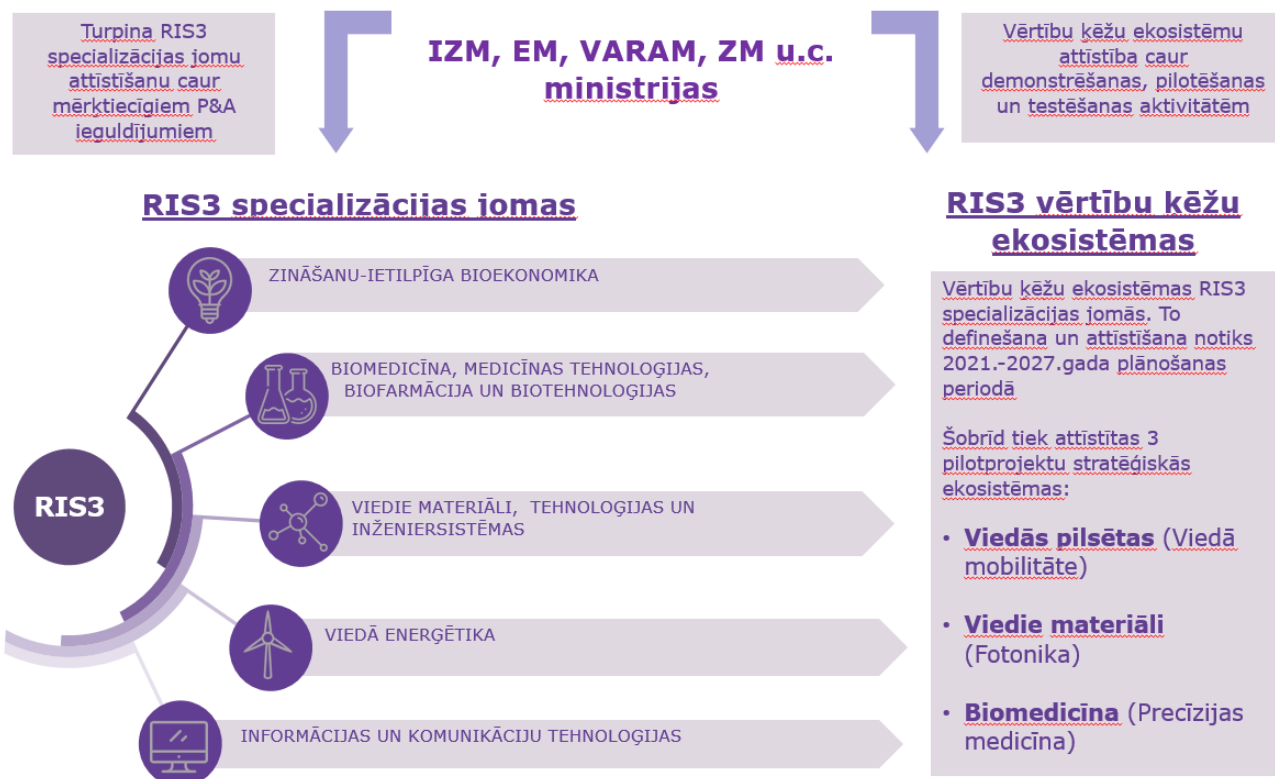 Turpina RIS3
specializācijas jomu
attīstīšanu caur
mērķtiecīgiem P&A
ieguldījumiem
IZM, EM, VARAM, ZM u.c.
ministrijas
Vērtību ķēžu ekosistēmu
attīstība caur
demonstrēšanas, pilotēšanas
un testēšanas aktivitātēm
RIS3 specializācijas jomas
RIS3
ZINĀŠANU-IETILPĪGA BIOEKONOMIKA
BIOMEDICĪNA, MEDICĪNAS TEHNOLOĢIJAS,
BIOFARMĀCIJA UN BIOTEHNOLOĢIJAS
VIEDIE MATERIĀLI, TEHNOLOĢIJAS UN
INŽENIERSISTĒMAS
VIEDĀ ENERĢĒTIKA
INFORMĀCIJAS UN KOMUNIKĀCIJU TEHNOLOĢIJAS
RIS3 vērtību ķēžu
ekosistēmas
Vērtību ķēžu ekosistēmas RIS3
specializācijas jomās. To
definešana un attīstīšana notiks
2021.-2027.gada plānošanas
periodā
Šobrīd tiek attīstītas 3
pilotprojektu stratēģiskās
ekosistēmas:
• Viedās pilsētas (Viedā
mobilitāte)
• Viedie materiāli
(Fotonika)
• Biomedicīna (Precīzijas
medicīna)